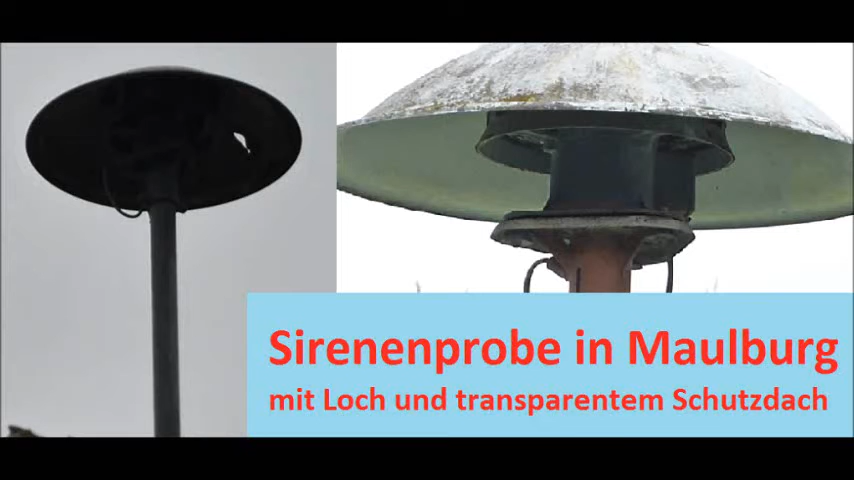 Sirenenprobe in Maulburg
mit Loch und transparentem Schutzdach